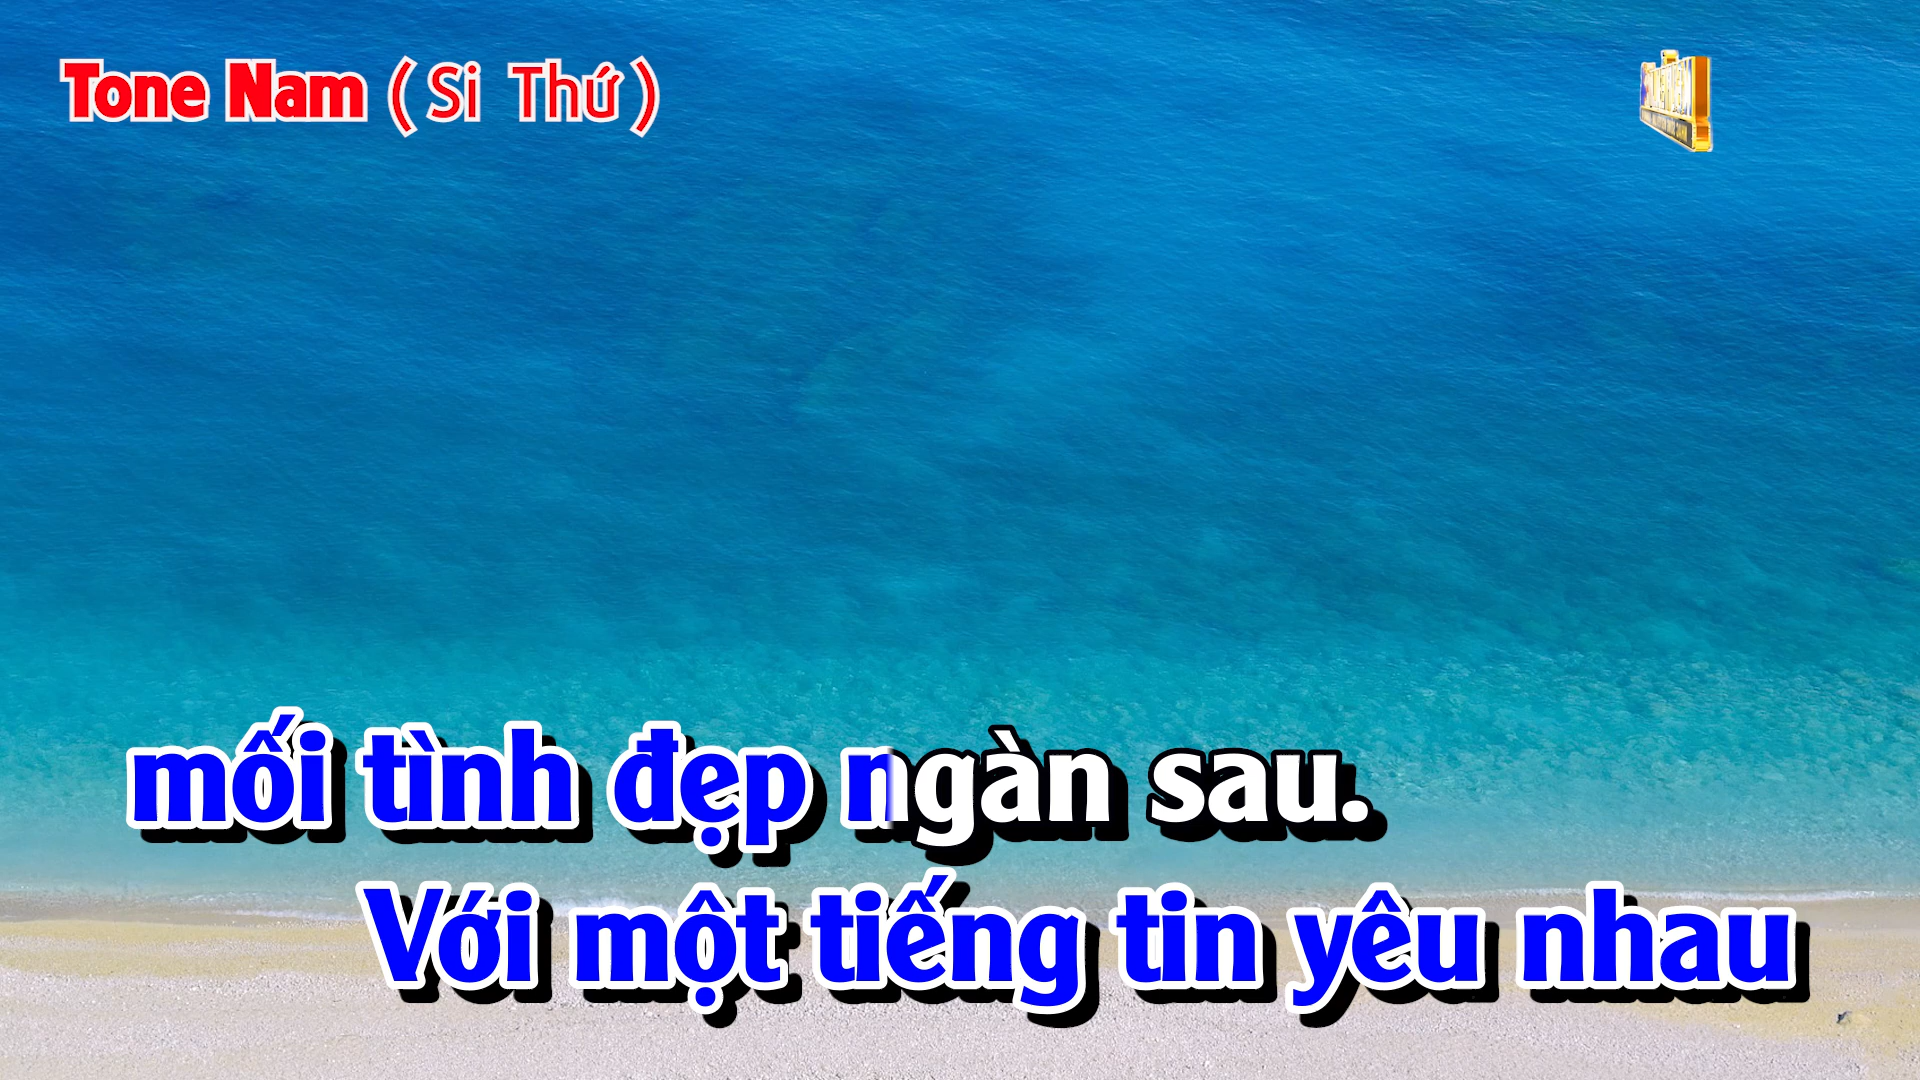 Tone Nam ( Si Thứ )
mối tình đẹp ngàn sau.
Với một tiếng tin yêu nhau